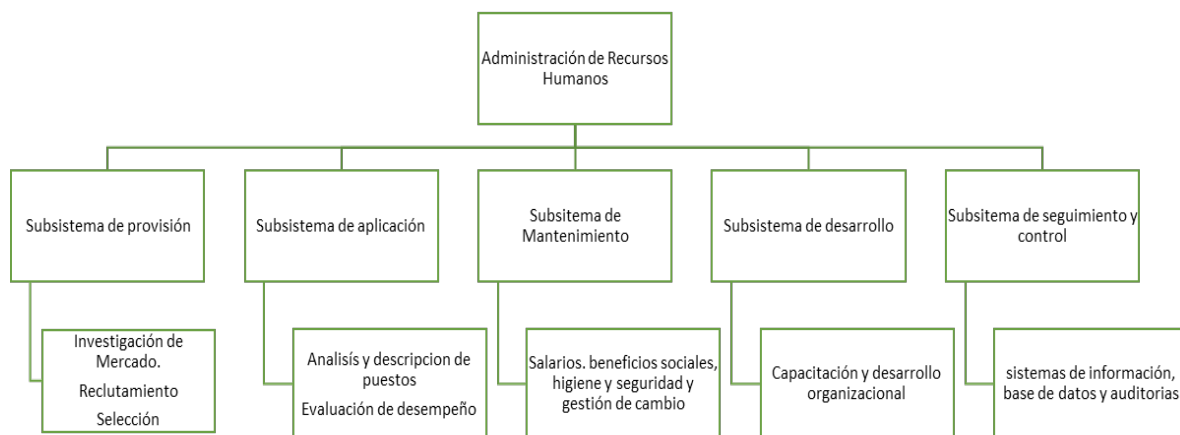 Administración de Recursos
Humanos
Subsistema de provisión
Subsistema de aplicación
Subsitema de
Mantenimiento
Subsistema de desarrollo
Subsitema de seguimiento y
control
Investigación de
Mercado.
Reclutamiento
Selección
Analisís y descripcion de
puestos
Evaluación de desempeño
Salarios. beneficios sociales,
higiene y seguridad y
gestión de cambio
Capacitación y desarrollo
organizacional
sistemas de información,
base de datos y auditorias